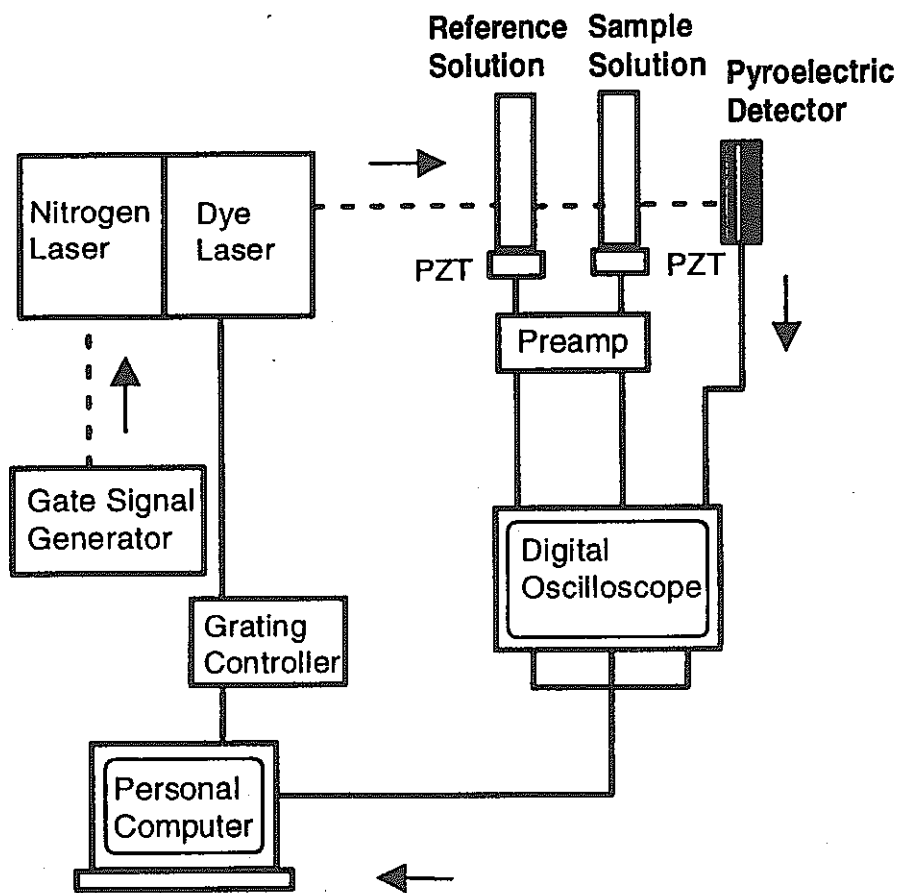 Reference
Solution
Sample
Solution
Pyroelectric
Detector
Nitrogen
Laser
Dye
Laser
PZT
PZT
Preamp
Gate Signal
Generator
Digital
Oscilloscope
Grating
Controller
Personal
Computer